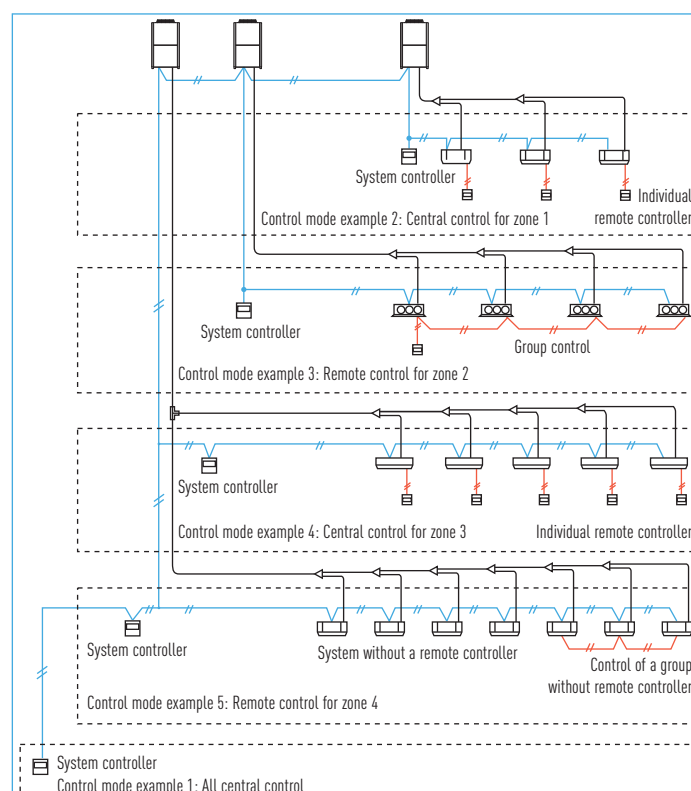 System controller
Individual
remote controller
Control mode example 2: Central control for zone 1
System controller
Group control
Control mode example 3: Remote control for zone 2
System controller
Control mode example 4: Central control for zone 3
Individual remote controller
System controller
System without a remote controller
Control of a group
without remote controller
Control mode example 5: Remote control for zone 4
System controller
Control mode example 1: All central control